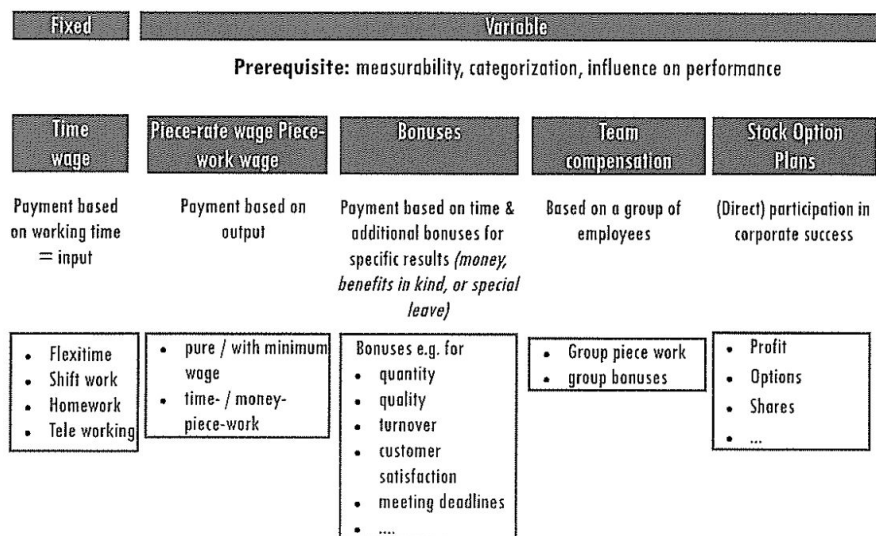 Fixed
Variable
Prerequisite: measurability, categorization, influence on performance
Time
wage
Piece-rate wage Piece-
work wage
Bonuses
Team
compensation
Stock Option
Plans
Payment based
on working time
= input
Payment based on
output
Payment based on time &
additional bonuses for
specific results (money,
benefits in kind, or special
leave)
Based on a group of
employees
(Direct) participation in
corporate success
• Flexitime
• Shift work
• Homework
• Tele working
• pure / with minimum
wage
• time- / money-
piece-work
Bonuses e.g. for
• quantity
• quality
• turnover
• customer
satisfaction
• meeting deadlines
• ....
• Group piece work
• group bonuses
• Profit
• Options
• Shares
• ...